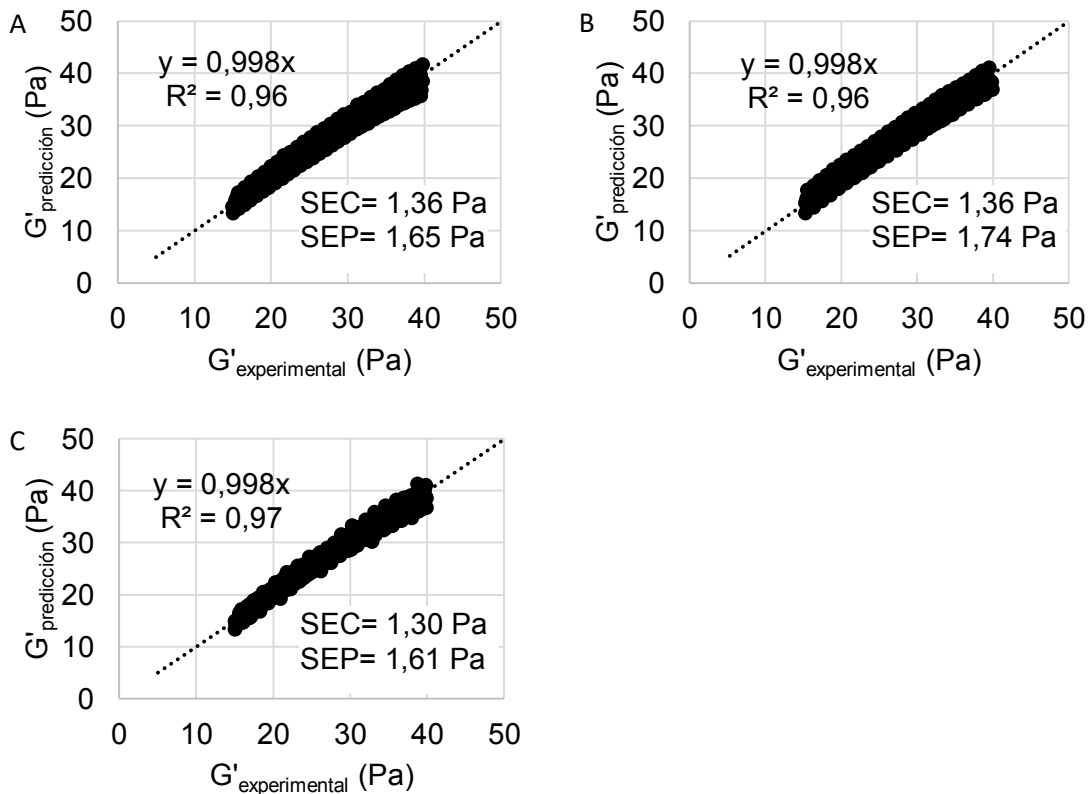 A
50
40
30
20
10
0
G'predicción (Pa)
y = 0,998x
R² = 0,96
SEC= 1,36 Pa
SEP= 1,65 Pa
0 10 20 30 40 50
G'experimental (Pa)
B
50
40
30
20
10
0
G'predicción (Pa)
y = 0,998x
R² = 0,96
SEC= 1,36 Pa
SEP= 1,74 Pa
0 10 20 30 40 50
G'experimental (Pa)
C
50
40
30
20
10
0
G'predicción (Pa)
y = 0,998x
R² = 0,97
SEC= 1,30 Pa
SEP= 1,61 Pa
0 10 20 30 40 50
G'experimental (Pa)